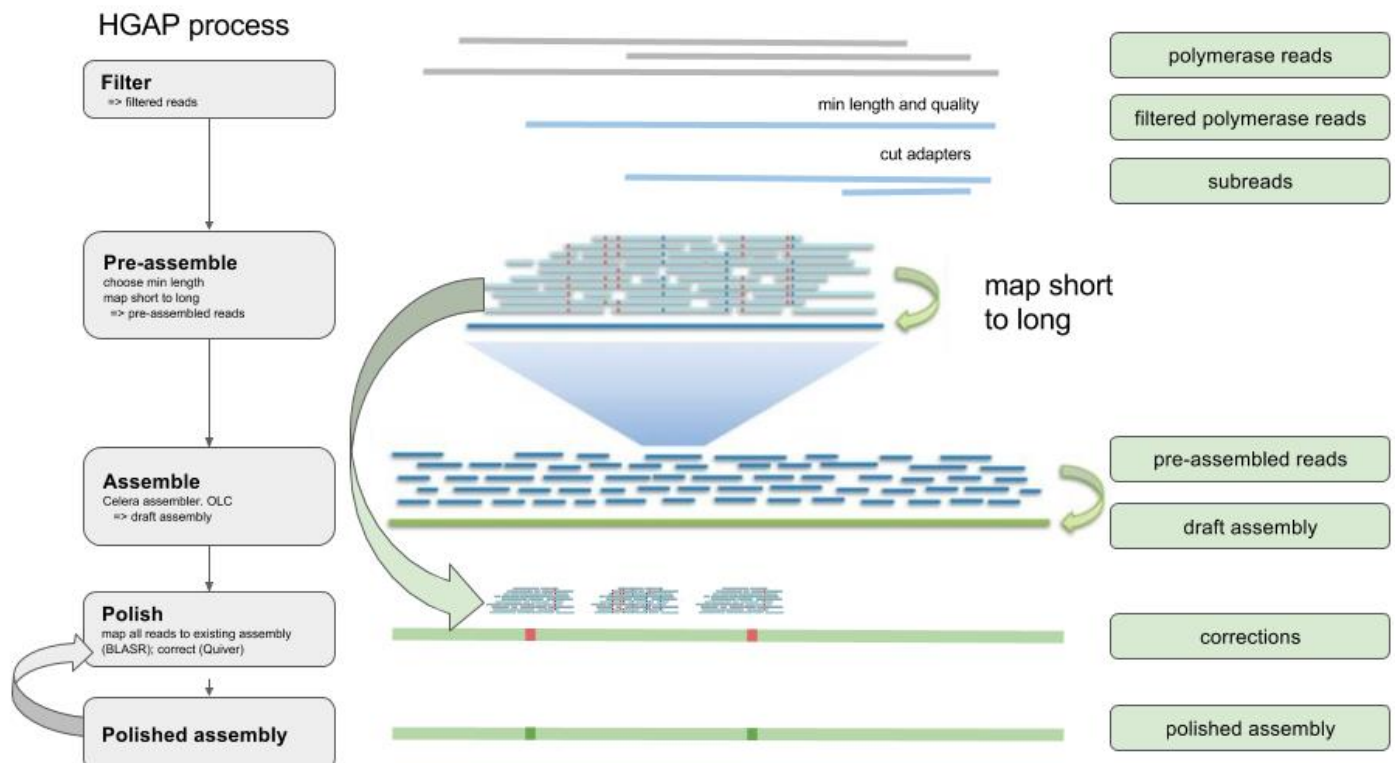 HGAP process
Filter
=> filtered reads
Pre-assemble
choose min length
map short to long
=> pre-assembled reads
Assemble
Celera assembler. OLC
=> draft assembly
Polish
map all reads to existing assembly
(BLASR); correct (Quiver)
Polished assembly
min length and quality
cut adapters
map short
to long
polymerase reads
filtered polymerase reads
subreads
pre-assembled reads
draft assembly
corrections
polished assembly